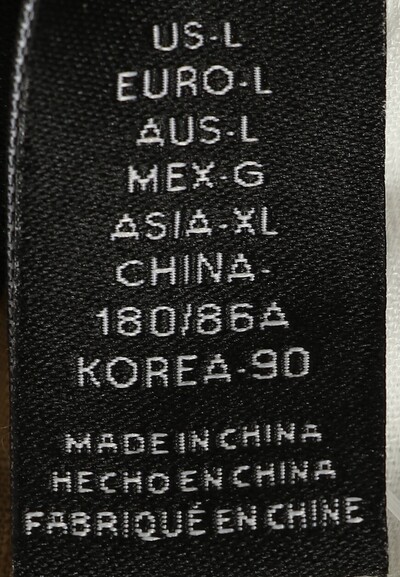 US-L
EURO-L
AUS-L
MEX-G
ASIA-XL
CHINA-
180/86A
KOREA-90
MADE IN CHINA
HECHO EN CHINA
FABRIQUÉ EN CHINE